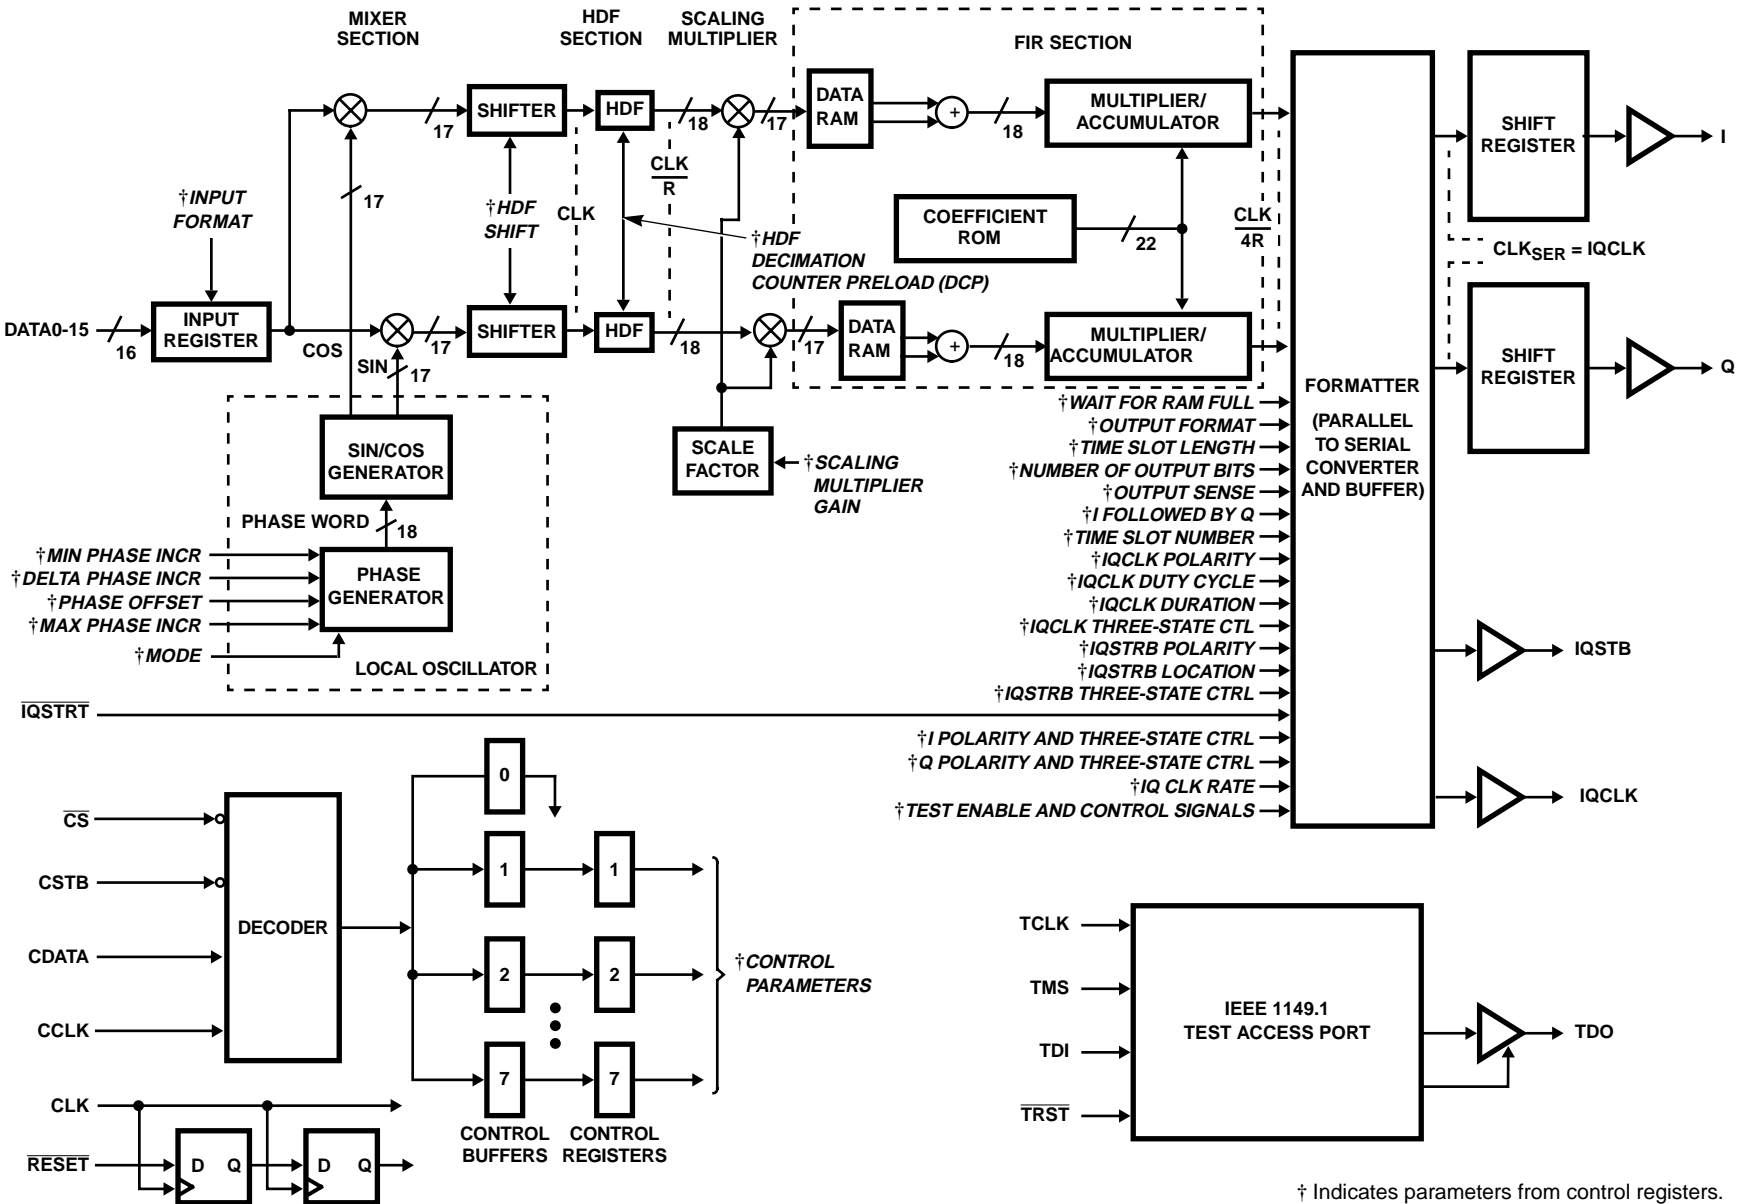 MIXER
SECTION
HDF
SECTION
SCALING
MULTIPLIER
FIR SECTION
17
SHIFTER
HDF
18
17
DATA
RAM
+
18
MULTIPLIER/
ACCUMULATOR
SHIFT
REGISTER
I
†INPUT
FORMAT
17
†HDF
SHIFT
CLK
CLK
R
†HDF
DECIMATION
COUNTER PRELOAD (DCP)
COEFFICIENT
ROM
22
CLK
4R
CLKSER = IQCLK
DATA0-15
16
INPUT
REGISTER
COS
SIN
17
17
SHIFTER
HDF
18
17
DATA
RAM
+
18
MULTIPLIER/
ACCUMULATOR
SHIFT
REGISTER
Q
FORMATTER
(PARALLEL
TO SERIAL
CONVERTER
AND BUFFER)
SIN/COS
GENERATOR
PHASE WORD
18
PHASE
GENERATOR
†MIN PHASE INCR
†DELTA PHASE INCR
†PHASE OFFSET
†MAX PHASE INCR
†MODE
LOCAL OSCILLATOR
SCALE
FACTOR
†SCALING
MULTIPLIER
GAIN
†WAIT FOR RAM FULL
†OUTPUT FORMAT
†TIME SLOT LENGTH
†NUMBER OF OUTPUT BITS
†OUTPUT SENSE
†I FOLLOWED BY Q
†TIME SLOT NUMBER
†IQCLK POLARITY
†IQCLK DUTY CYCLE
†IQCLK DURATION
†IQCLK THREE-STATE CTL
†IQSTRB POLARITY
†IQSTRB LOCATION
†IQSTRB THREE-STATE CTRL
IQSTRT
†I POLARITY AND THREE-STATE CTRL
†Q POLARITY AND THREE-STATE CTRL
†IQ CLK RATE
†TEST ENABLE AND CONTROL SIGNALS
IQSTB
IQCLK
CS
CSTB
CDATA
CCLK
DECODER
0
1
1
2
2
7
7
†CONTROL
PARAMETERS
CONTROL
BUFFERS
CONTROL
REGISTERS
CLK
RESET
D Q
D Q
TCLK
TMS
TDI
TRST
IEEE 1149.1
TEST ACCESS PORT
TDO
† Indicates parameters from control registers.